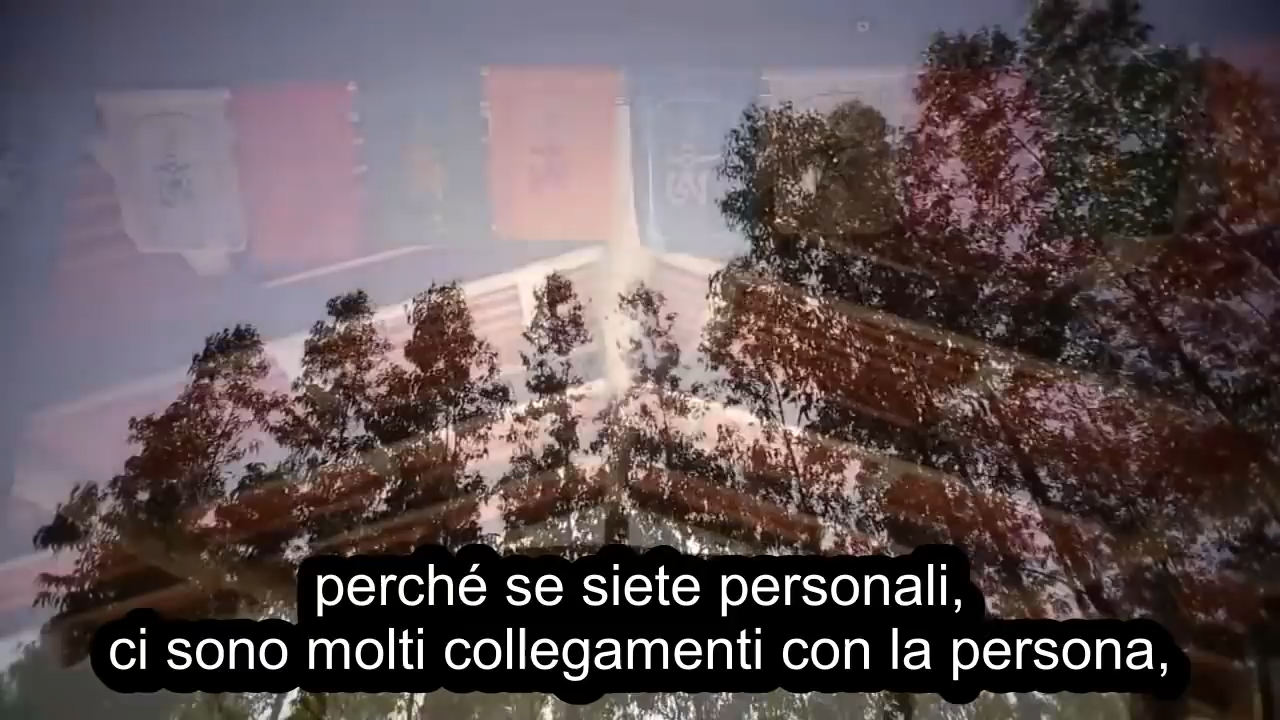 perché se siete personali,
ci sono molti collegamenti con la persona,